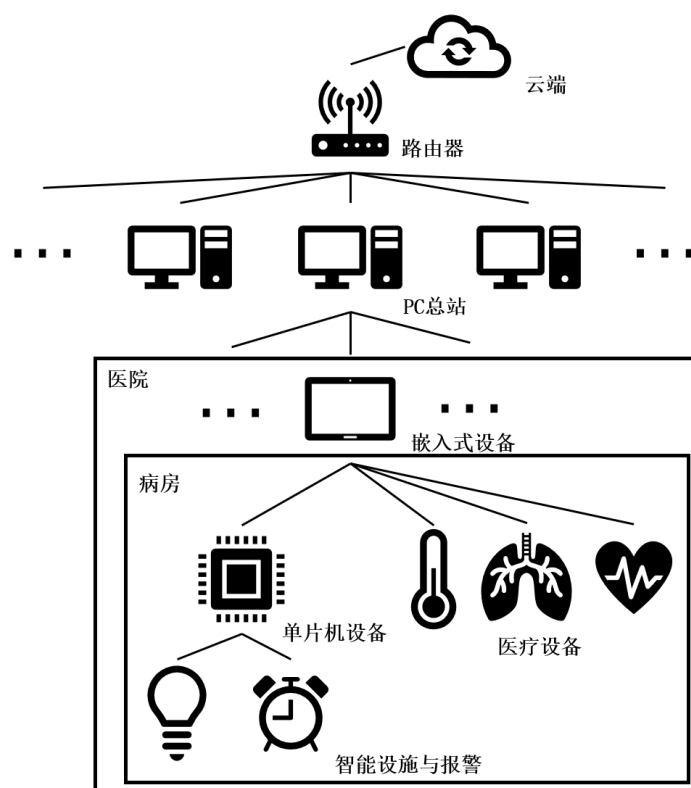 云端
路由器
PC总站
医院
嵌入式设备
病房
单片机设备
医疗设备
智能设施与报警